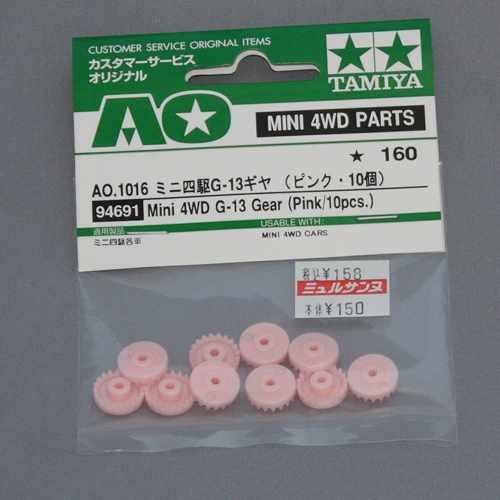 CUSTOMER SERVICE ORIGINAL ITEMS
カスタマーサービス
オリジナル
TAMIYA
AO
MINI 4WD PARTS
★ 160
AO.1016 ミニ四駆G-13ギヤ (ピンク・10個)
94691 Mini 4WD G-13 Gear (Pink/10pcs.)
適用製品 USABLE WITH:
ミニ四駆各車 MINI 4WD CARS
税込¥158
ミュルサンヌ
本体¥150